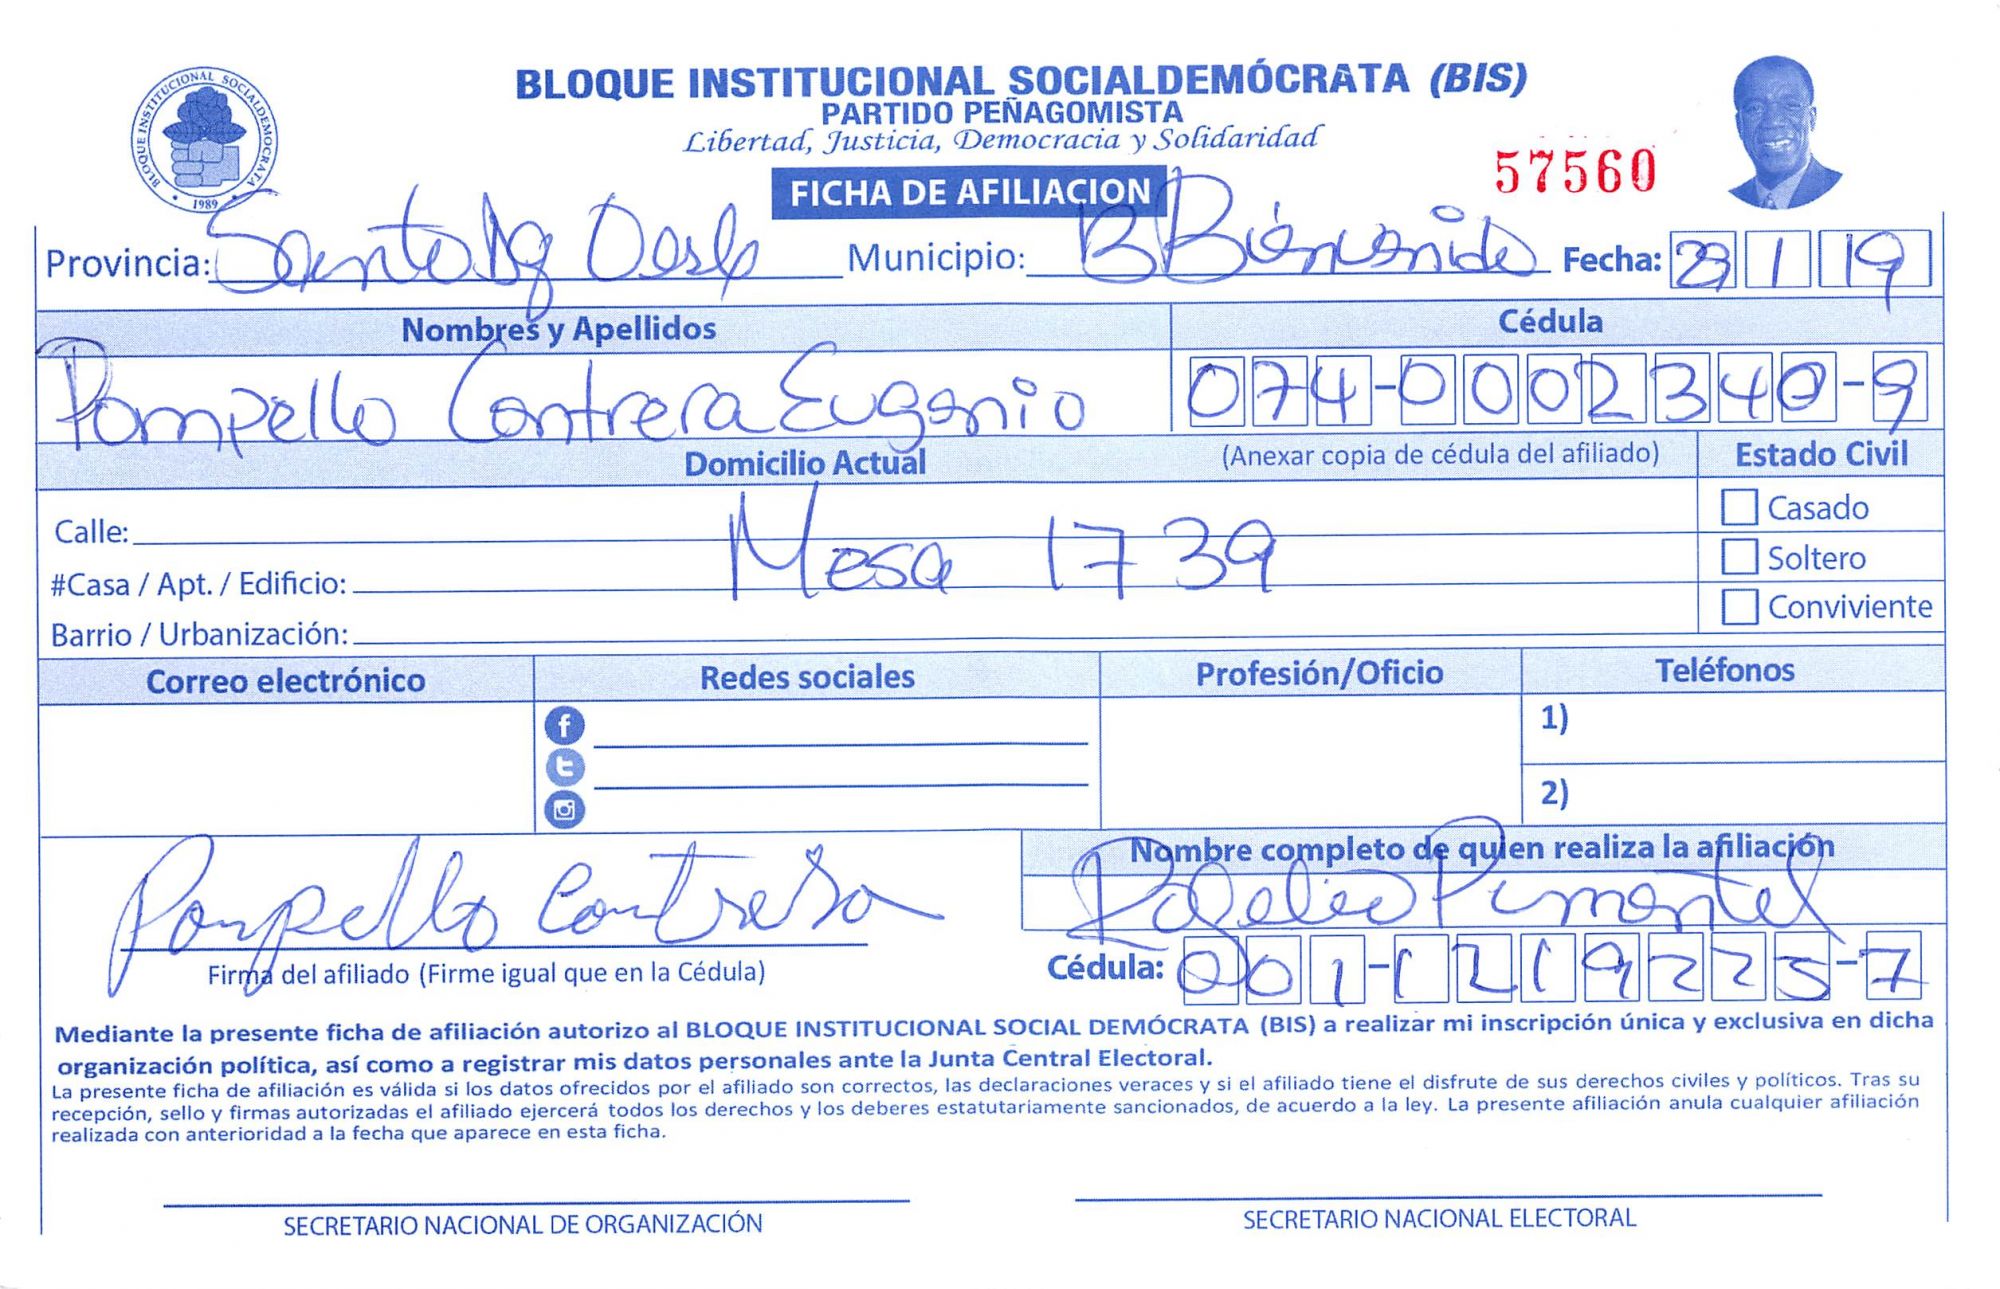 BLOQUE INSTITUCIONAL SOCIALDEMÓCRATA
1989
BLOQUE INSTITUCIONAL SOCIALDEMÓCRATA (BIS)
PARTIDO PEÑAGOMISTA
Libertad, Justicia, Democracia y Solidaridad
57560
FICHA DE AFILIACION
Provincia: Santo Dg Oeste Municipio: B Bienvenido Fecha: 23 1 19
Nombres y Apellidos Cédula
Pompello Contrera Eugenio 074-0002340-9
Domicilio Actual (Anexar copia de cédula del afiliado) Estado Civil
Calle: Casado
Mesa 1739
#Casa / Apt. / Edificio: Soltero
Barrio / Urbanización: Conviviente
Correo electrónico Redes sociales Profesión/Oficio Teléfonos
1)
2)
Nombre completo de quien realiza la afiliación
Pompello Contrera Rogelio Pimentel
Firma del afiliado (Firme igual que en la Cédula) Cédula: 001-1219225-7
Mediante la presente ficha de afiliación autorizo al BLOQUE INSTITUCIONAL SOCIAL DEMÓCRATA (BIS) a realizar mi inscripción única y exclusiva en dicha
organización política, así como a registrar mis datos personales ante la Junta Central Electoral.
La presente ficha de afiliación es válida si los datos ofrecidos por el afiliado son correctos, las declaraciones veraces y si el afiliado tiene el disfrute de sus derechos civiles y políticos. Tras su
recepción, sello y firmas autorizadas el afiliado ejercerá todos los derechos y los deberes estatutariamente sancionados, de acuerdo a la ley. La presente afiliación anula cualquier afiliación
realizada con anterioridad a la fecha que aparece en esta ficha.
SECRETARIO NACIONAL DE ORGANIZACIÓN SECRETARIO NACIONAL ELECTORAL